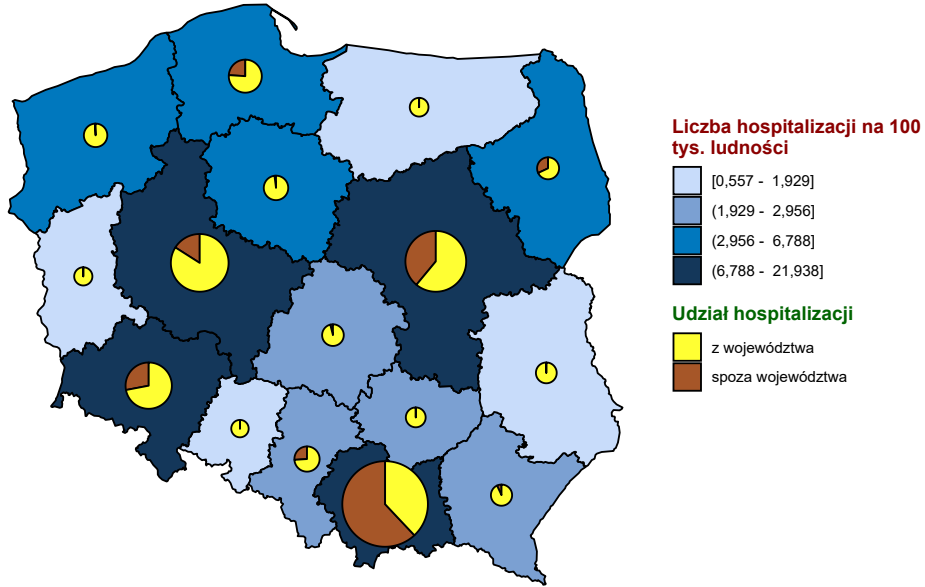 Liczba hospitalizacji na 100
tys. ludności
[0,557 - 1,929]
(1,929 - 2,956]
(2,956 - 6,788]
(6,788 - 21,938]
Udział hospitalizacji
z województwa
spoza województwa